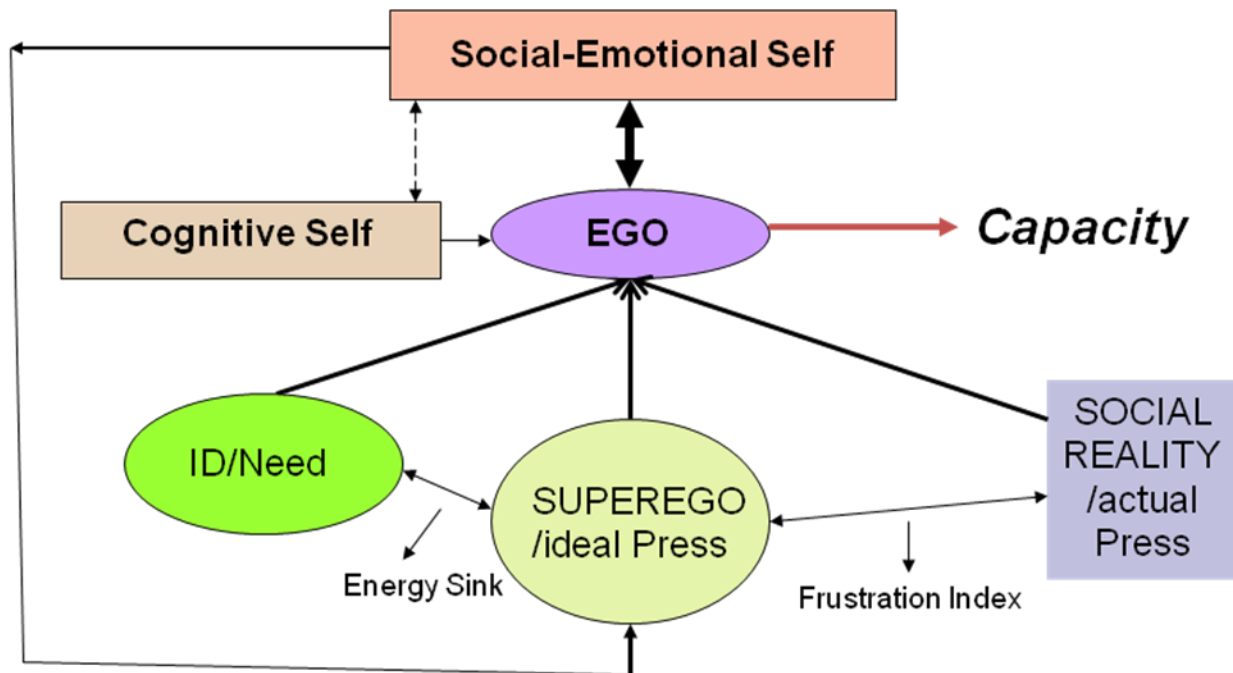 Social-Emotional Self
Cognitive Self
EGO
Capacity
ID/Need
SUPEREGO
/ideal Press
SOCIAL
REALITY
/actual
Press
Energy Sink
Frustration Index